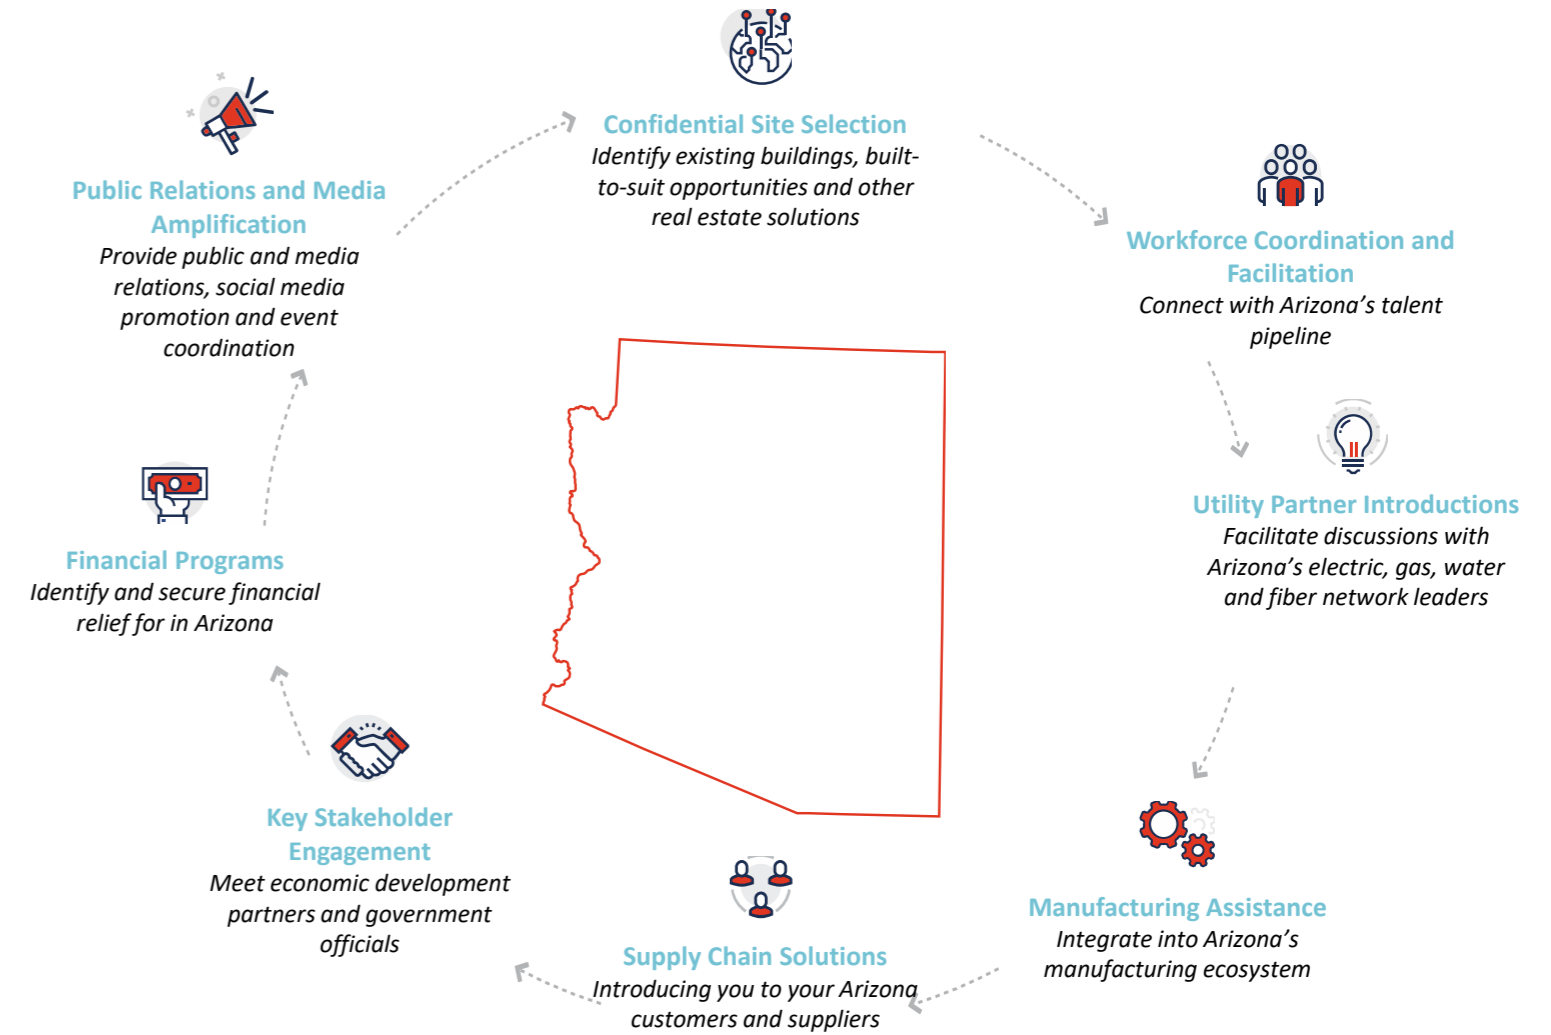 Confidential Site Selection
Identify existing buildings, built-
to-suit opportunities and other
real estate solutions
Workforce Coordination and
Facilitation
Connect with Arizona’s talent
pipeline
Utility Partner Introductions
Facilitate discussions with
Arizona’s electric, gas, water
and fiber network leaders
Manufacturing Assistance
Integrate into Arizona’s
manufacturing ecosystem
Supply Chain Solutions
Introducing you to your Arizona
customers and suppliers
Key Stakeholder
Engagement
Meet economic development
partners and government
officials
Financial Programs
Identify and secure financial
relief for in Arizona
Public Relations and Media
Amplification
Provide public and media
relations, social media
promotion and event
coordination